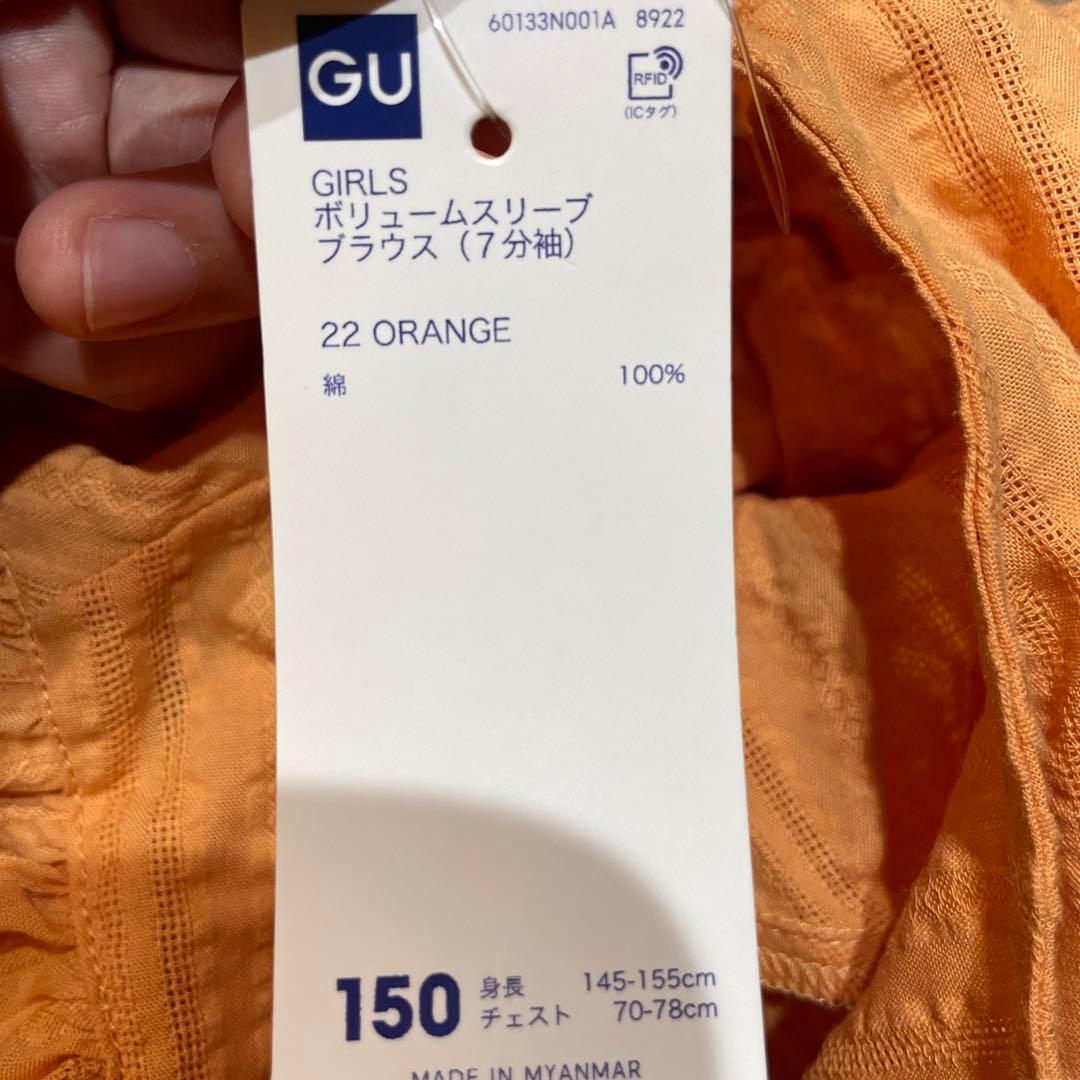 GU
60133N001A 8922
RFID
(ICタグ)
GIRLS
ボリュームスリーブ
ブラウス（7分袖）
22 ORANGE
綿 100%
150 身長 145-155cm
チェスト 70-78cm
MADE IN MYANMAR